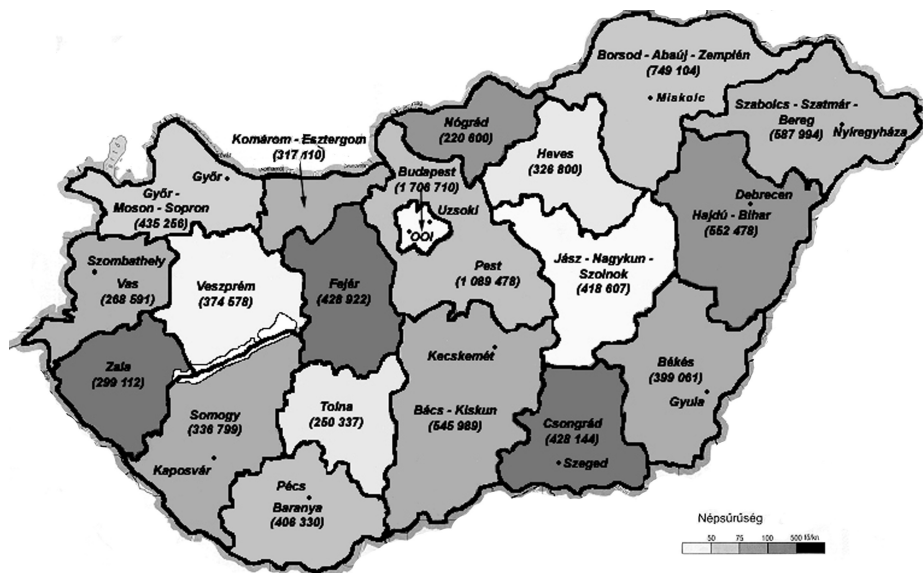 Borsod - Abaúj - Zemplén
(749 104)
Miskolc
Szabolcs - Szatmár -
Bereg
(587 994)
Nyíregyháza
Nógrád
(220 600)
Komárom - Esztergom
(317 110)
Heves
(326 800)
Budapest
(1 706 710)
Uzsoki
OOI
Győr
Győr -
Moson - Sopron
(435 256)
Debrecen
Hajdú - Bihar
(552 478)
Szombathely
Vas
(268 591)
Veszprém
(374 578)
Fejér
(428 922)
Pest
(1 089 478)
Jász - Nagykun -
Szolnok
(418 607)
Zala
(299 112)
Kecskemét
Békés
(399 061)
Gyula
Somogy
(336 799)
Kaposvár
Tolna
(250 337)
Bács - Kiskun
(545 989)
Csongrád
(428 144)
Szeged
Pécs
Baranya
(406 330)
Népsűrűség
50 75 100 500 fő/kn